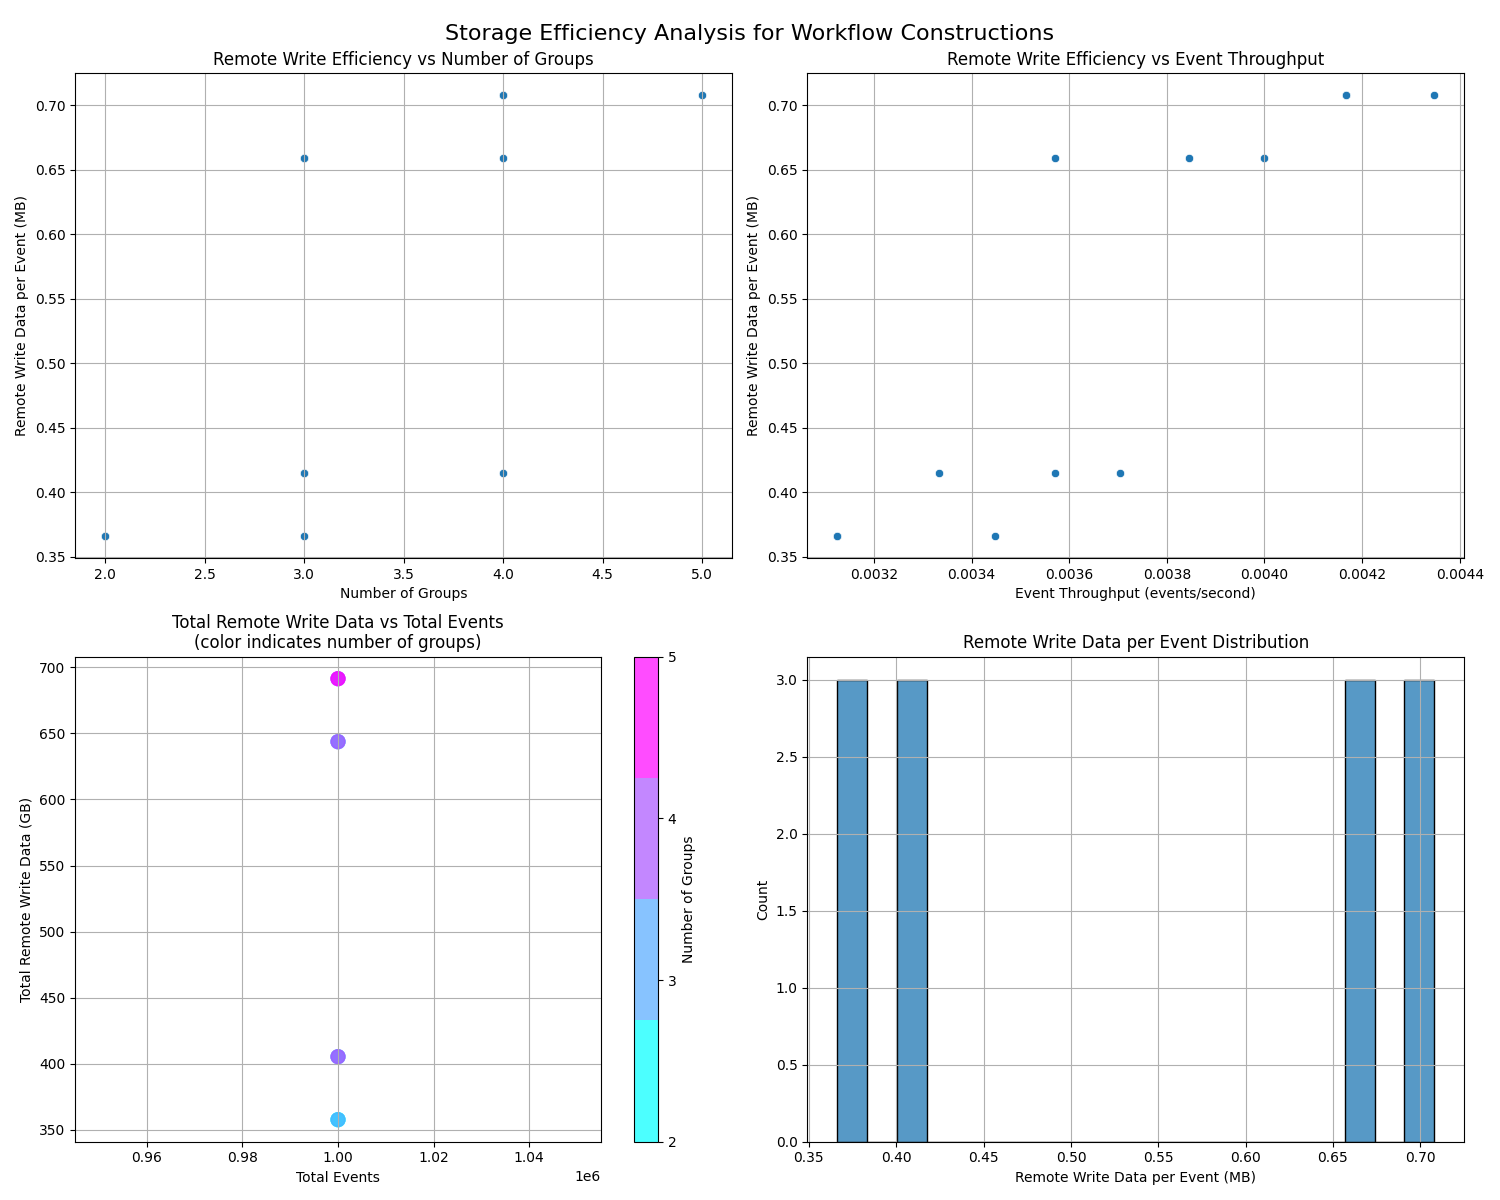 Storage Efficiency Analysis for Workflow Constructions
Remote Write Efficiency vs Number of Groups
Remote Write Data per Event (MB)
0.70
0.65
0.60
0.55
0.50
0.45
0.40
0.35
2.0 2.5 3.0 3.5 4.0 4.5 5.0
Number of Groups
Remote Write Efficiency vs Event Throughput
Remote Write Data per Event (MB)
0.70
0.65
0.60
0.55
0.50
0.45
0.40
0.35
0.0032 0.0034 0.0036 0.0038 0.0040 0.0042 0.0044
Event Throughput (events/second)
Total Remote Write Data vs Total Events
(color indicates number of groups)
Total Remote Write Data (GB)
700
650
600
550
500
450
400
350
0.96 0.98 1.00 1.02 1.04
1e6
Total Events
5
4
3
2
Number of Groups
Remote Write Data per Event Distribution
Count
3.0
2.5
2.0
1.5
1.0
0.5
0.0
0.35 0.40 0.45 0.50 0.55 0.60 0.65 0.70
Remote Write Data per Event (MB)